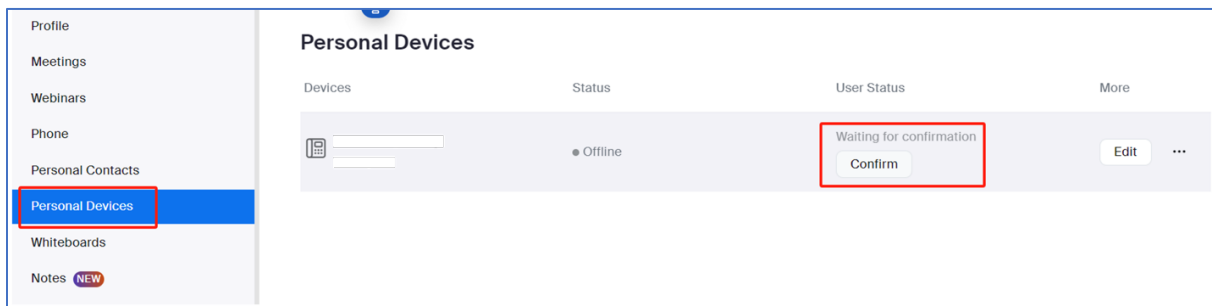 Profile
Meetings
Webinars
Phone
Personal Contacts
Personal Devices
Whiteboards
Notes NEW
Personal Devices
Devices Status User Status More
Waiting for confirmation
Offline Confirm Edit ...